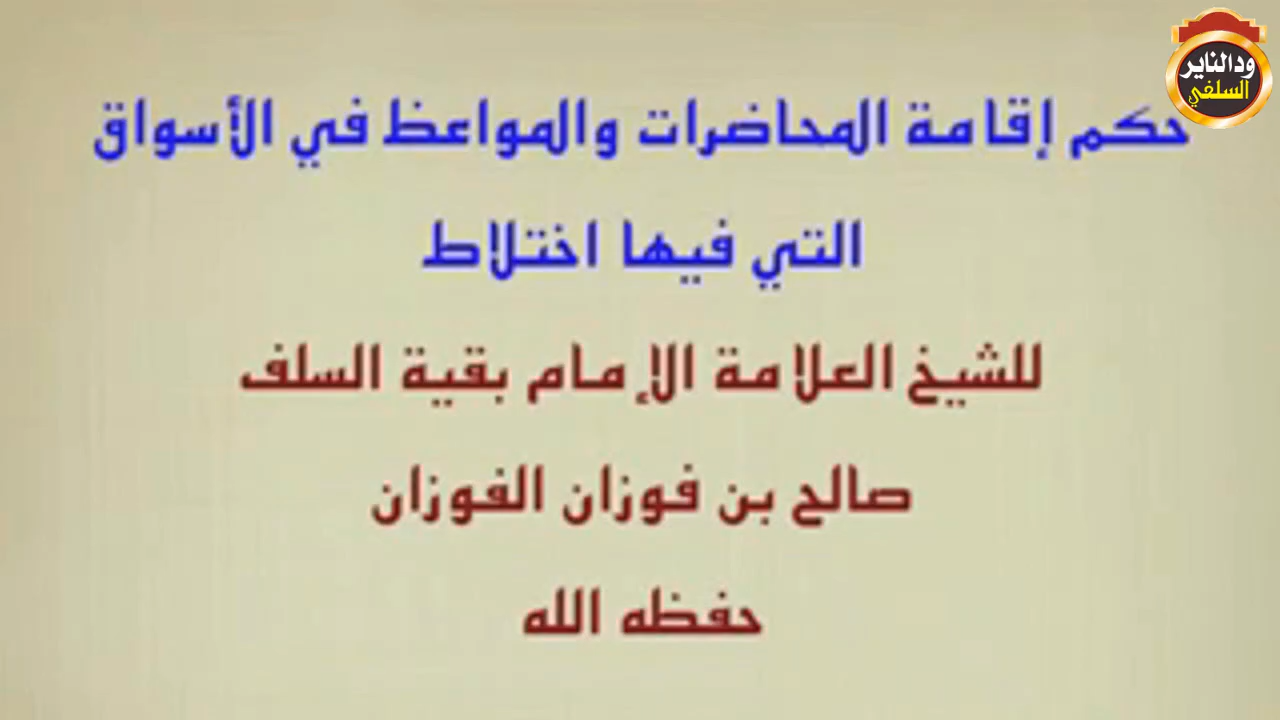 حكم إقامة المحاضرات والمواعظ في الأسواق
التي فيها اختلاط
للشيخ العلامة الإمام بقية السلف
صالح بن فوزان الفوزان
حفظه الله
ودالناير
السلفي